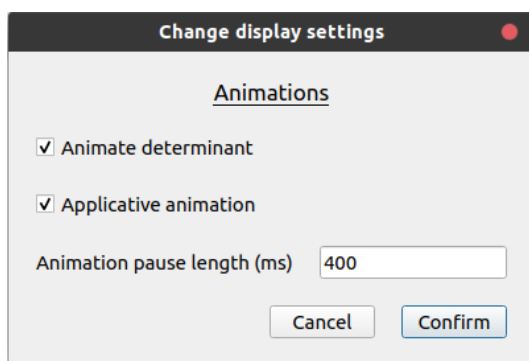 Change display settings
Animations
Animate determinant
Applicative animation
Animation pause length (ms) 400
Cancel Confirm